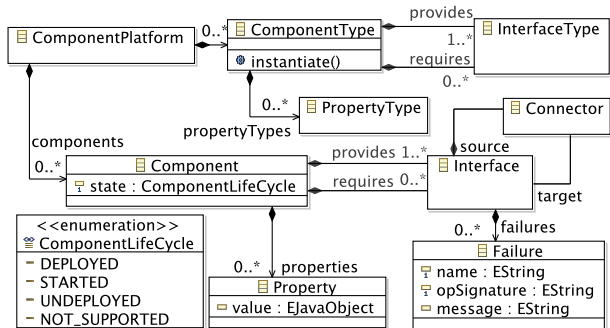 ComponentPlatform
0..*
ComponentType
instantiate()
provides
1..*
requires
0..*
InterfaceType
0..*
propertyTypes
PropertyType
Connector
components
0..*
Component
state : ComponentLifeCycle
provides 1..*
requires 0..*
Interface
source
target
<<enumeration>>
ComponentLifeCycle
DEPLOYED
STARTED
UNDEPLOYED
NOT_SUPPORTED
0..* properties
Property
value : EJavaObject
0..* failures
Failure
name : EString
opSignature : EString
message : EString